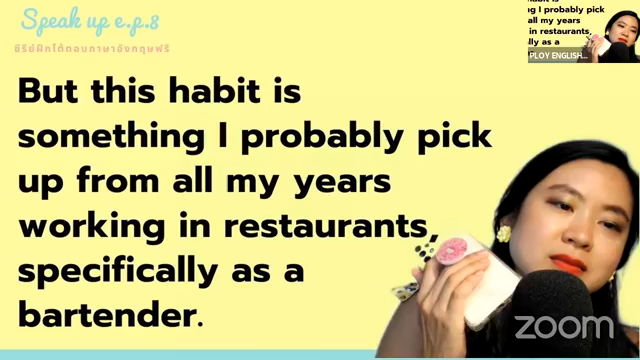 Speak up e.p.8
ซีรีย์ฝึกโต้ตอบภาษาอังกฤษฟรี
But this habit is
something I probably pick
up from all my years
working in restaurants,
specifically as a
bartender.
ng I probably pick
all my years
in restaurants,
lly as a
PLOY ENGLISH...
zoom